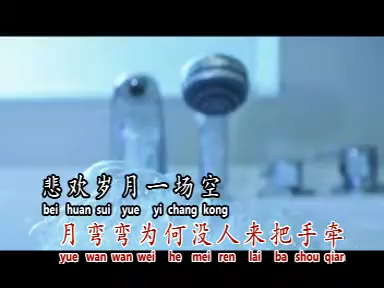 悲欢岁月一场空
bei huan sui yue yi chang kong
月弯弯为何没人来把手牵
yue wan wan wei he mei ren lai ba shou qian